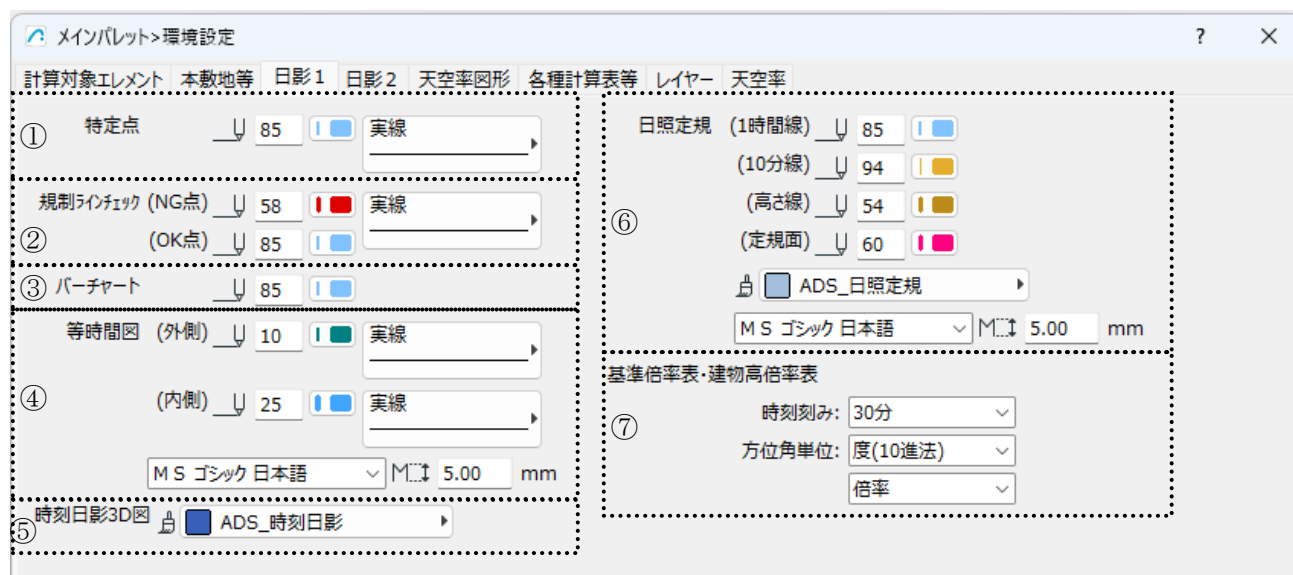 メインパレット>環境設定 ? ×
計算対象エレメント 本敷地等 日影1 日影2 天空率図形 各種計算表等 レイヤー 天空率
① 特定点 85 実線
② 規制ラインチェック (NG点) 58 実線
(OK点) 85
③ バーチャート 85
④ 等時間図 (外側) 10 実線
(内側) 25 実線
MS ゴシック 日本語 M 5.00 mm
⑤ 時刻日影3D図 ADS_時刻日影
⑥ 日照定規 (1時間線) 85
(10分線) 94
(高さ線) 54
(定規面) 60
ADS_日照定規
MS ゴシック 日本語 M 5.00 mm
⑦ 基準倍率表・建物高倍率表
時刻刻み: 30分
方位角単位: 度(10進法)
倍率